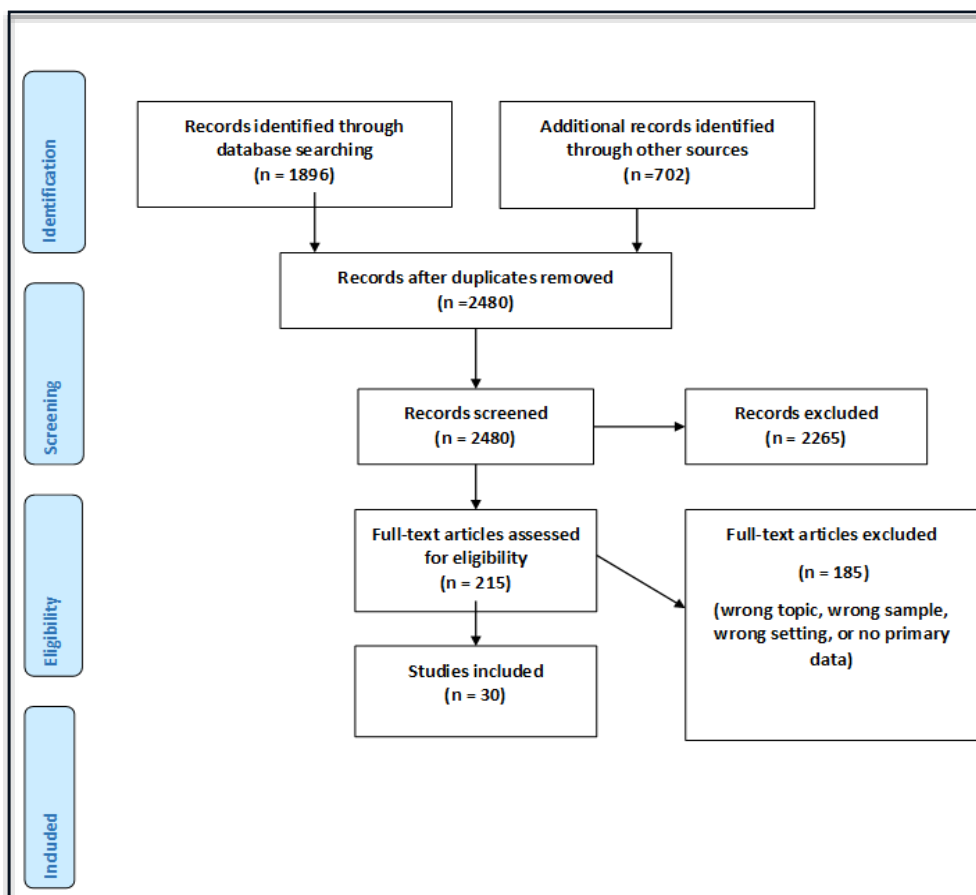 Identification
Records identified through
database searching
(n = 1896)
Additional records identified
through other sources
(n =702)
Records after duplicates removed
(n =2480)
Screening
Records screened
(n = 2480)
Records excluded
(n = 2265)
Eligibility
Full-text articles assessed
for eligibility
(n = 215)
Full-text articles excluded
(n = 185)
(wrong topic, wrong sample,
wrong setting, or no primary
data)
Studies included
(n = 30)
Included